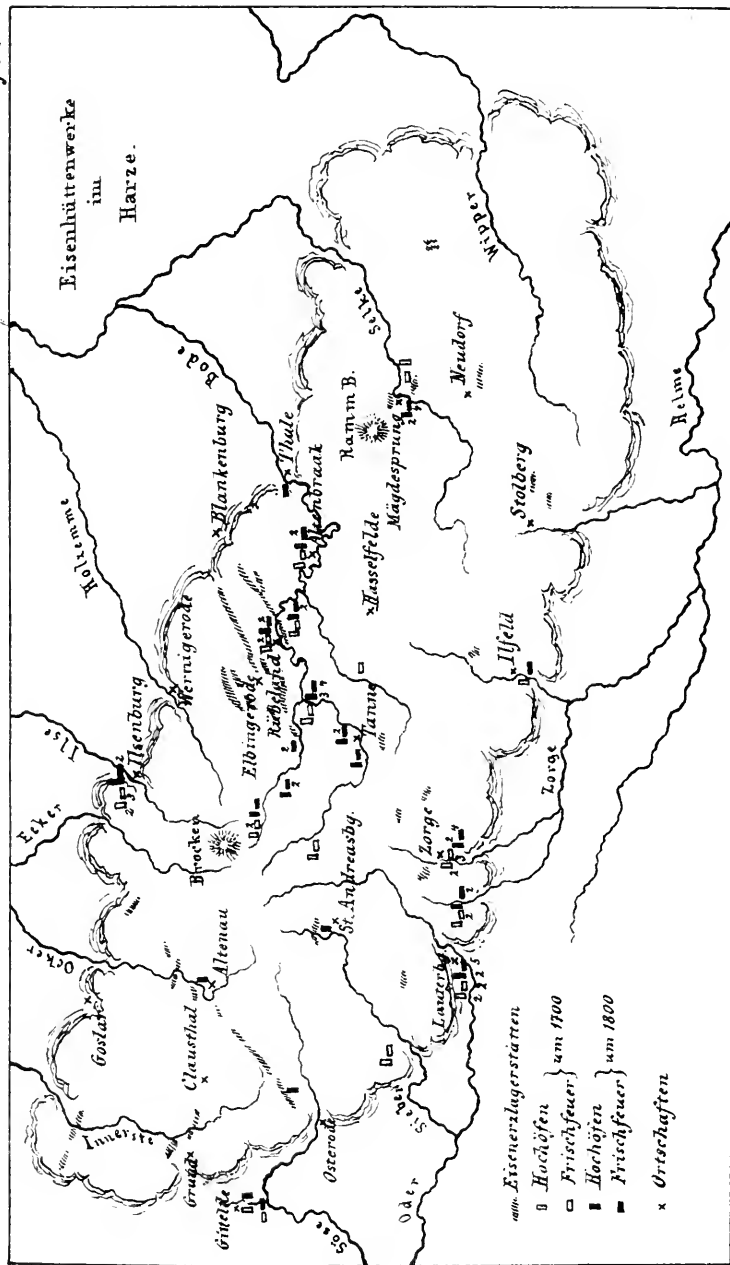 Eisenhüttenwerke
im
Harze.
Innerste
Ocker
Ecker
Ilse
Holzemme
Bode
Goslar
Clausthal
Grund
Gittelde
Altenau
Osterode
Söse
Oder
Sieber
Brocken
Ilsenburg
Wernigerode
Blankenburg
Elbingerode
Rübeland
Thale
Treenbraak
Tanne
Hasselfelde
Ramm B.
Mägdesprung
Selke
Neudorf
Wipper
Stolberg
Ilfeld
St. Andreasbg.
Lauterbg.
Zorge
Zorge
Helme
Eisenerzlagerstätten
Hochöfen
Frischfeuer } um 1700
Hochöfen
Frischfeuer } um 1800
× Ortschaften